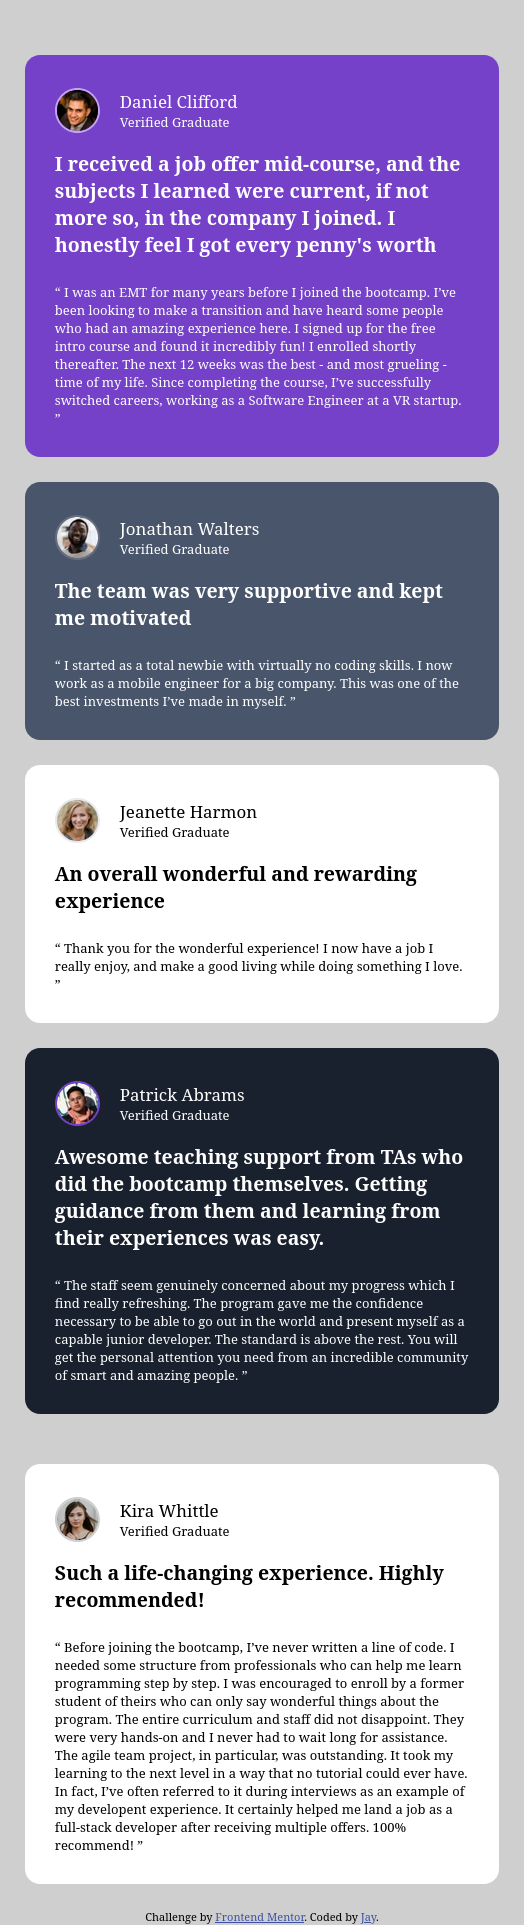 Daniel Clifford
Verified Graduate
I received a job offer mid-course, and the
subjects I learned were current, if not
more so, in the company I joined. I
honestly feel I got every penny's worth
“ I was an EMT for many years before I joined the bootcamp. I’ve
been looking to make a transition and have heard some people
who had an amazing experience here. I signed up for the free
intro course and found it incredibly fun! I enrolled shortly
thereafter. The next 12 weeks was the best - and most grueling -
time of my life. Since completing the course, I’ve successfully
switched careers, working as a Software Engineer at a VR startup.
”
Jonathan Walters
Verified Graduate
The team was very supportive and kept
me motivated
“ I started as a total newbie with virtually no coding skills. I now
work as a mobile engineer for a big company. This was one of the
best investments I’ve made in myself. ”
Jeanette Harmon
Verified Graduate
An overall wonderful and rewarding
experience
“ Thank you for the wonderful experience! I now have a job I
really enjoy, and make a good living while doing something I love.
”
Patrick Abrams
Verified Graduate
Awesome teaching support from TAs who
did the bootcamp themselves. Getting
guidance from them and learning from
their experiences was easy.
“ The staff seem genuinely concerned about my progress which I
find really refreshing. The program gave me the confidence
necessary to be able to go out in the world and present myself as a
capable junior developer. The standard is above the rest. You will
get the personal attention you need from an incredible community
of smart and amazing people. ”
Kira Whittle
Verified Graduate
Such a life-changing experience. Highly
recommended!
“ Before joining the bootcamp, I’ve never written a line of code. I
needed some structure from professionals who can help me learn
programming step by step. I was encouraged to enroll by a former
student of theirs who can only say wonderful things about the
program. The entire curriculum and staff did not disappoint. They
were very hands-on and I never had to wait long for assistance.
The agile team project, in particular, was outstanding. It took my
learning to the next level in a way that no tutorial could ever have.
In fact, I’ve often referred to it during interviews as an example of
my developent experience. It certainly helped me land a job as a
full-stack developer after receiving multiple offers. 100%
recommend! ”
Challenge by Frontend Mentor. Coded by Jay.